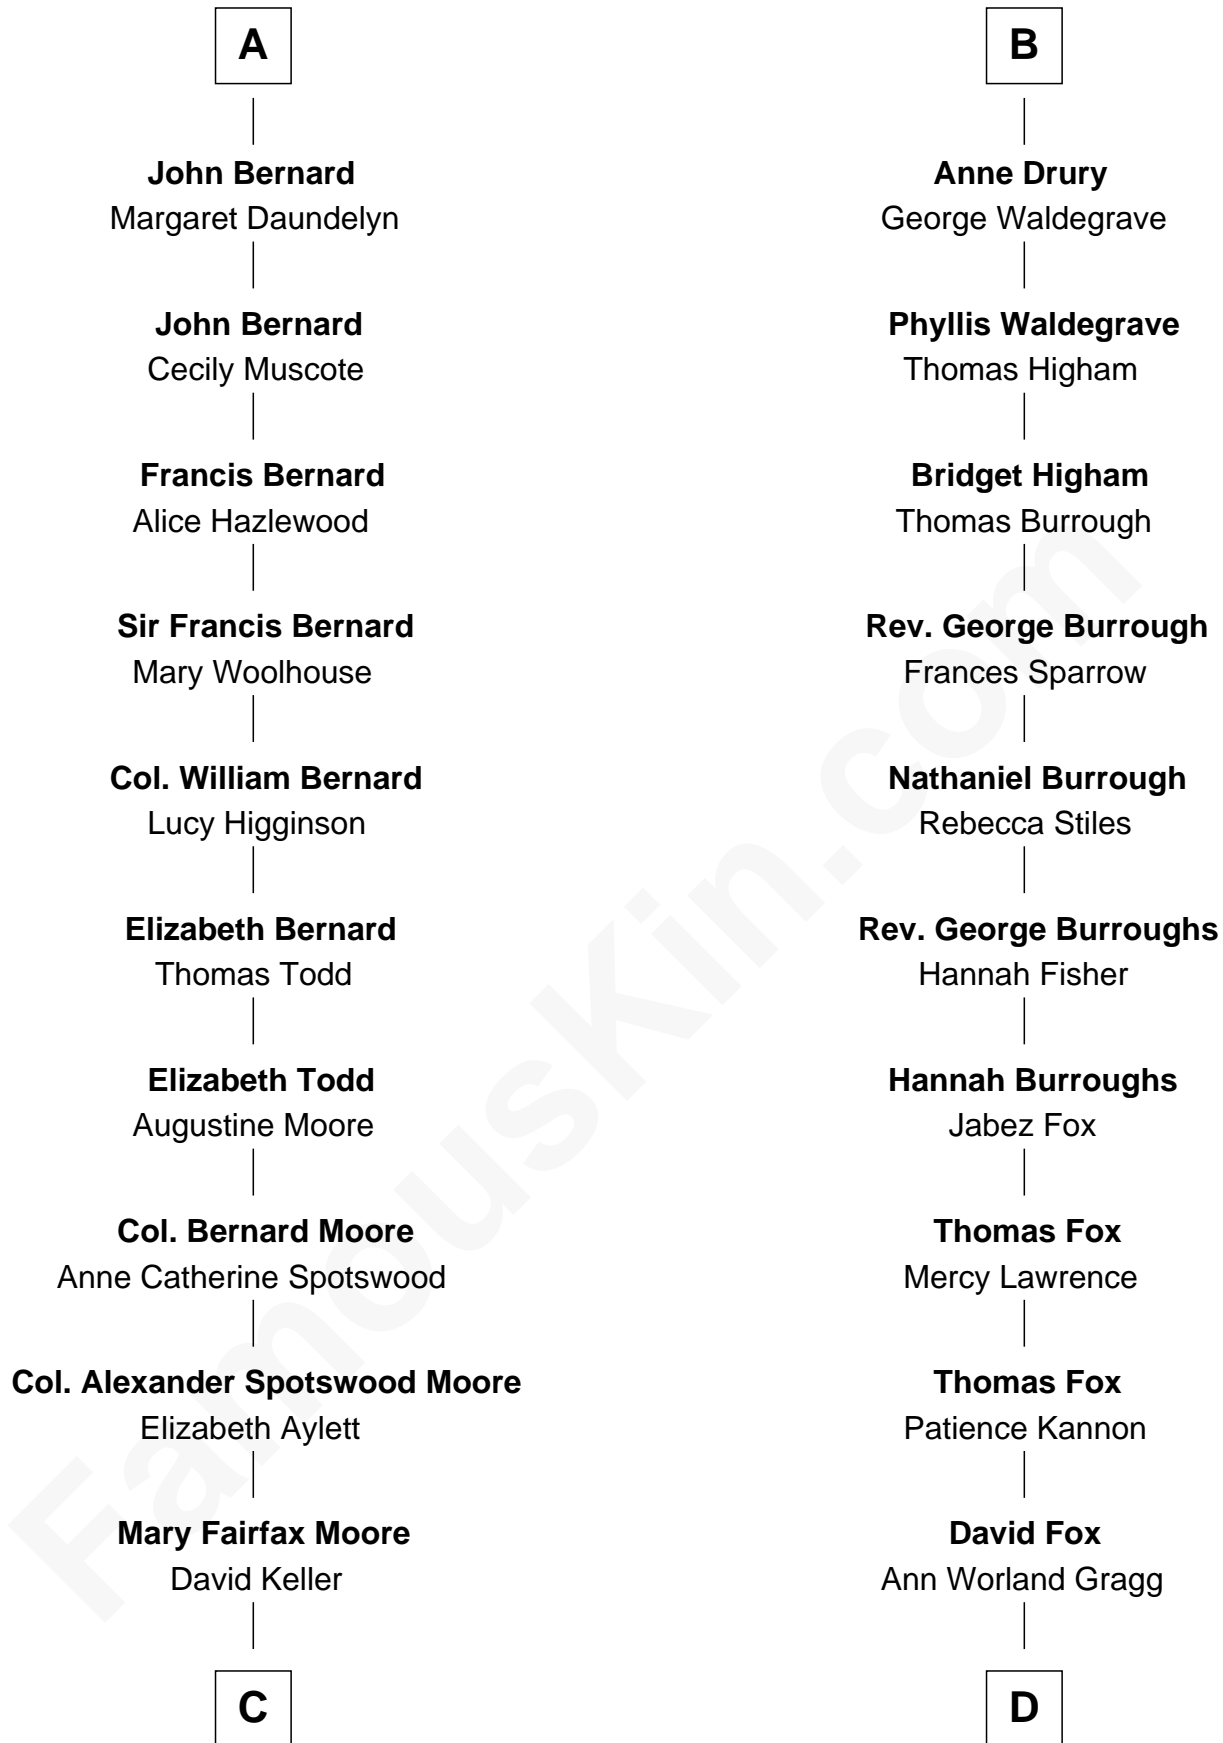 A
John Bernard
Margaret Daundelyn
John Bernard
Cecily Muscote
Francis Bernard
Alice Hazlewood
Sir Francis Bernard
Mary Woolhouse
Col. William Bernard
Lucy Higginson
Elizabeth Bernard
Thomas Todd
Elizabeth Todd
Augustine Moore
Col. Bernard Moore
Anne Catherine Spotswood
Col. Alexander Spotswood Moore
Elizabeth Aylett
Mary Fairfax Moore
David Keller
C
B
Anne Drury
George Waldegrave
Phyllis Waldegrave
Thomas Higham
Bridget Higham
Thomas Burrough
Rev. George Burrough
Frances Sparrow
Nathaniel Burrough
Rebecca Stiles
Rev. George Burroughs
Hannah Fisher
Hannah Burroughs
Jabez Fox
Thomas Fox
Mercy Lawrence
Thomas Fox
Patience Kannon
David Fox
Ann Worland Gragg
D
FamousKin.com